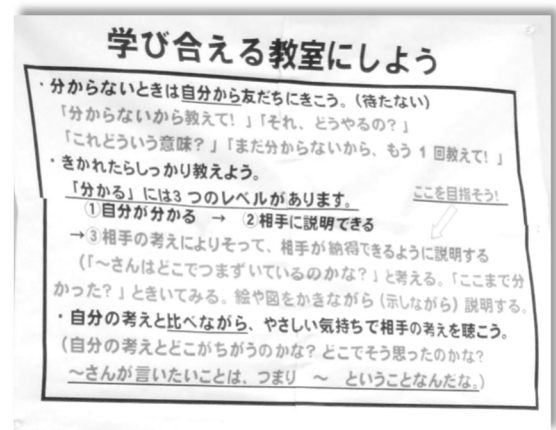 学び合える教室にしよう
・分からないときは自分から友だちにきこう。(待たない)
「分からないから教えて!」「それ、どうやるの?」
「これどういう意味?」「まだ分からないから、もう1回教えて!」
・きかれたらしっかり教えよう。
「分かる」には3つのレベルがあります。
ここを目指そう!
①自分が分かる → ②相手に説明できる
→③相手の考えによりそって、相手が納得できるように説明する
(「～さんはどこでつまずいているのかな?」と考える。「ここまで分
かった?」ときいてみる。絵や図をかきながら(示しながら)説明する。
・自分の考えと比べながら、やさしい気持ちで相手の考えを聴こう。
(自分の考えとどこがちがうのかな?どこでそう思ったのかな?
～さんが言いたいことは、つまり ～ ということなんだな。)